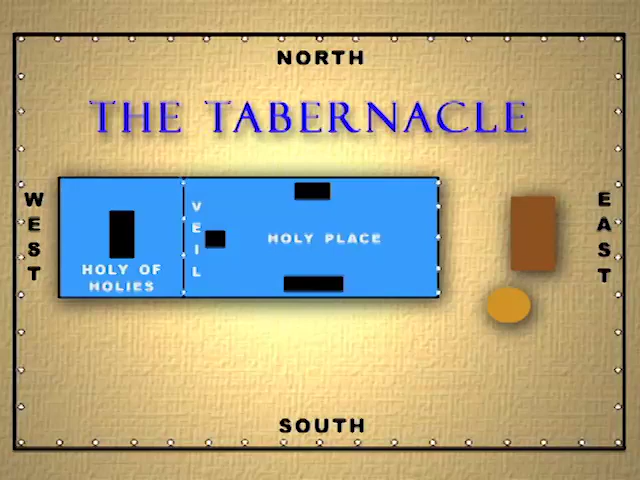 NORTH
THE TABERNACLE
WEST
VEIL
HOLY PLACE
HOLY OF
HOLIES
EAST
SOUTH